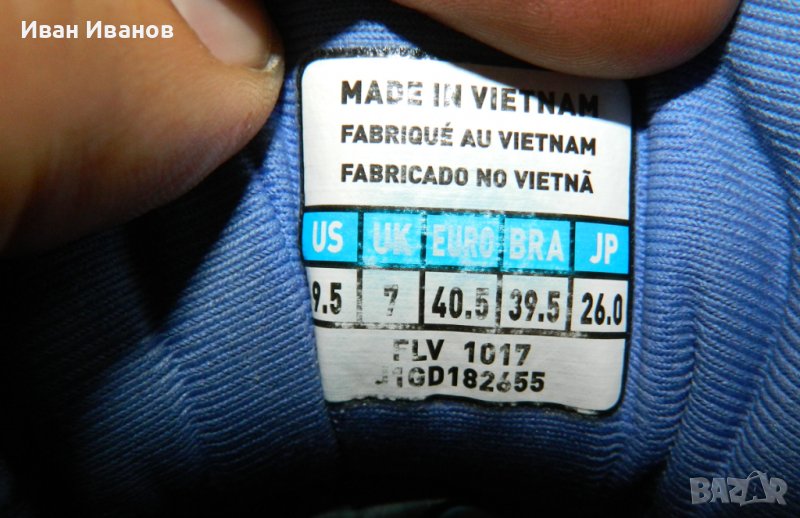 Иван Иванов
MADE IN VIETNAM
FABRIQUÉ AU VIETNAM
FABRICADO NO VIETNÃ
US UK EURO BRA JP
9.5 7 40.5 39.5 26.0
FLV 1017
J1GD182655
BAZAR